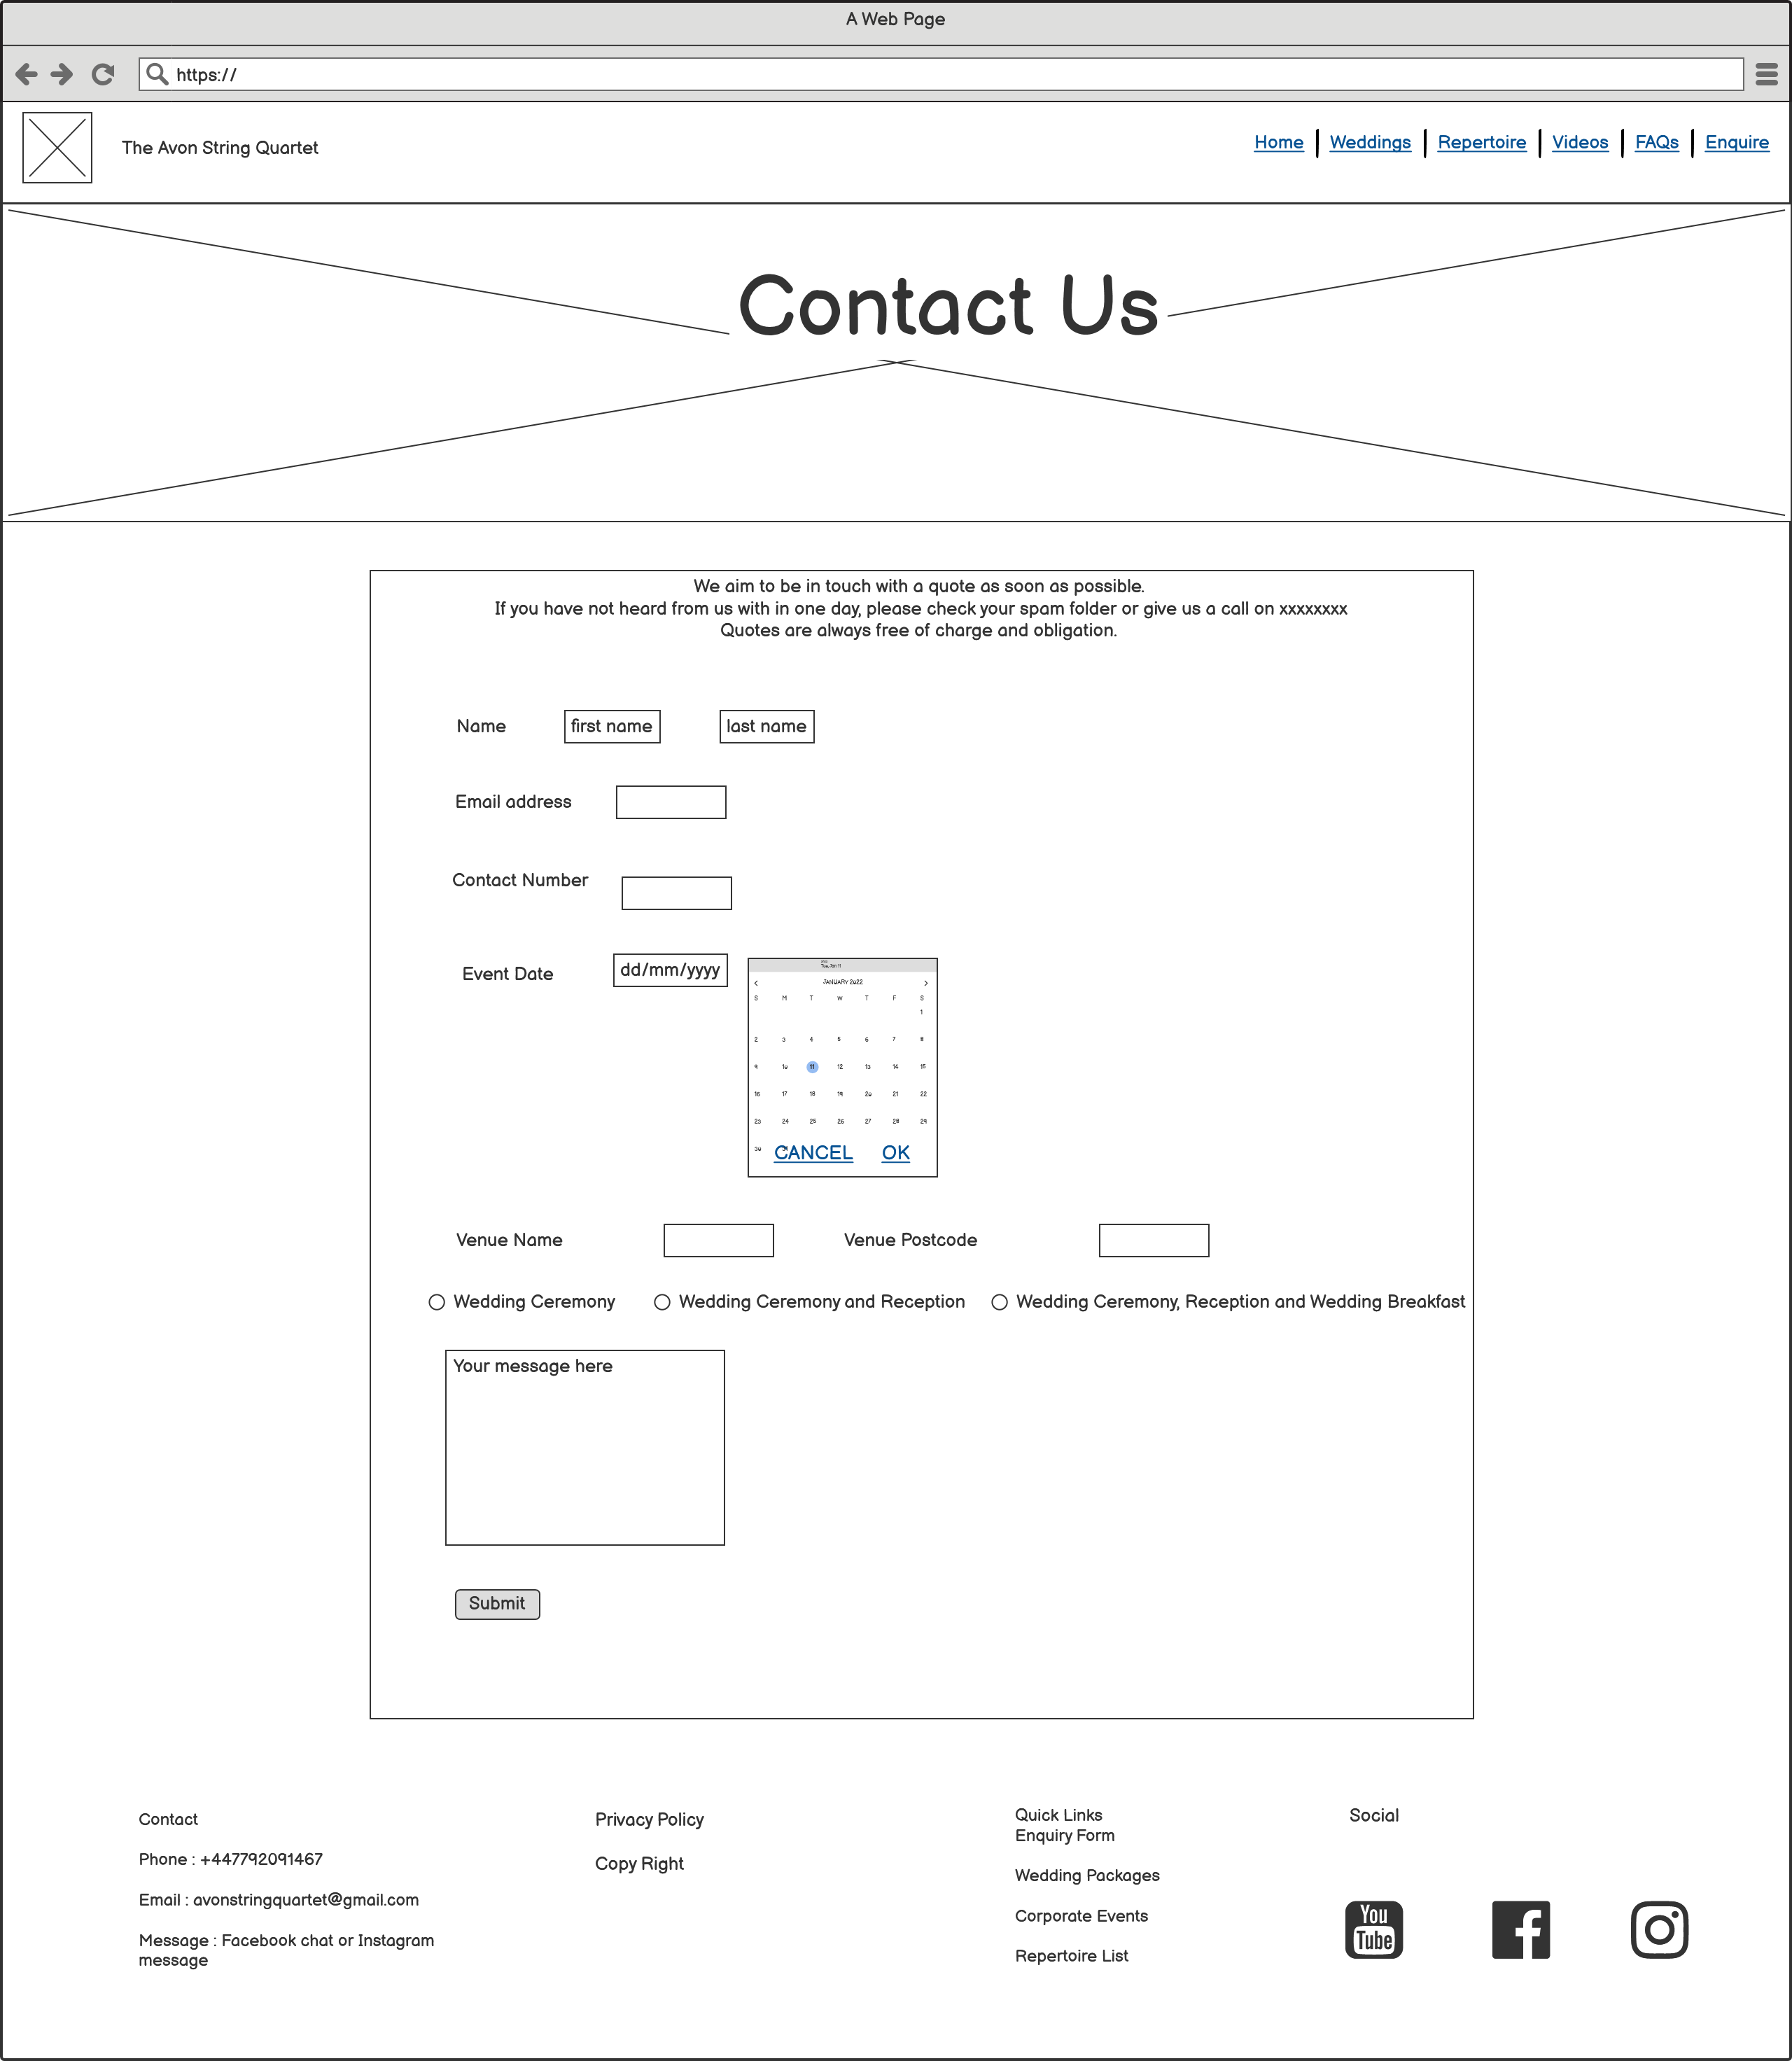 A Web Page
https://
The Avon String Quartet
Home Weddings Repertoire Videos FAQs Enquire
Contact Us
We aim to be in touch with a quote as soon as possible.
If you have not heard from us with in one day, please check your spam folder or give us a call on xxxxxxxx
Quotes are always free of charge and obligation.
Name first name last name
Email address
Contact Number
Event Date dd/mm/yyyy
Tue, Jan 11
JANUARY 2022
S M T W T F S
1
2 3 4 5 6 7 8
9 10 11 12 13 14 15
16 17 18 19 20 21 22
23 24 25 26 27 28 29
30
CANCEL OK
Venue Name Venue Postcode
Wedding Ceremony Wedding Ceremony and Reception Wedding Ceremony, Reception and Wedding Breakfast
Your message here
Submit
Contact
Phone : +447792091467
Email : avonstringquartet@gmail.com
Message : Facebook chat or Instagram
message
Privacy Policy
Copy Right
Quick Links
Enquiry Form
Wedding Packages
Corporate Events
Repertoire List
Social
You
Tube